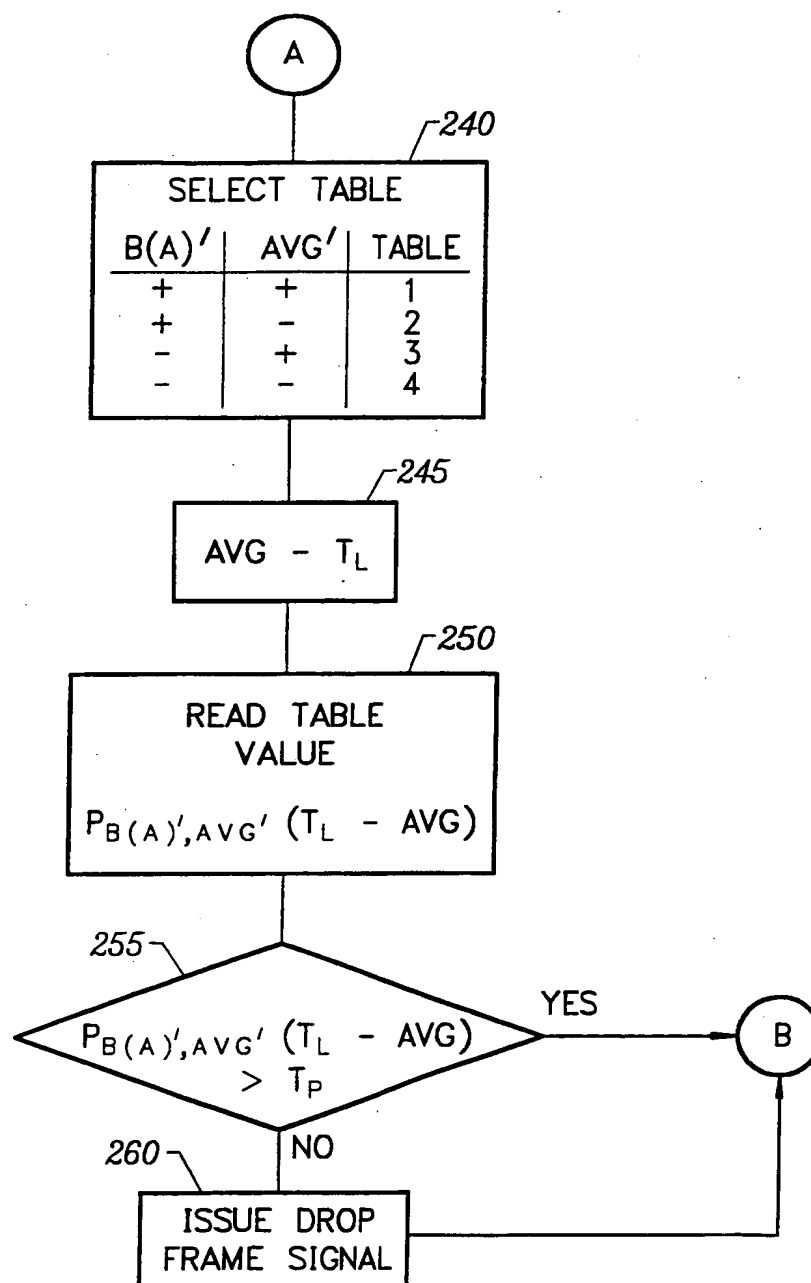 A
240
SELECT TABLE
B(A)' AVG' TABLE
+ + 1
+ - 2
- + 3
- - 4
245
AVG - T_L
250
READ TABLE
VALUE
P_B(A)',AVG' (T_L - AVG)
255
P_B(A)',AVG' (T_L - AVG)
> T_P
YES
B
NO
260
ISSUE DROP
FRAME SIGNAL